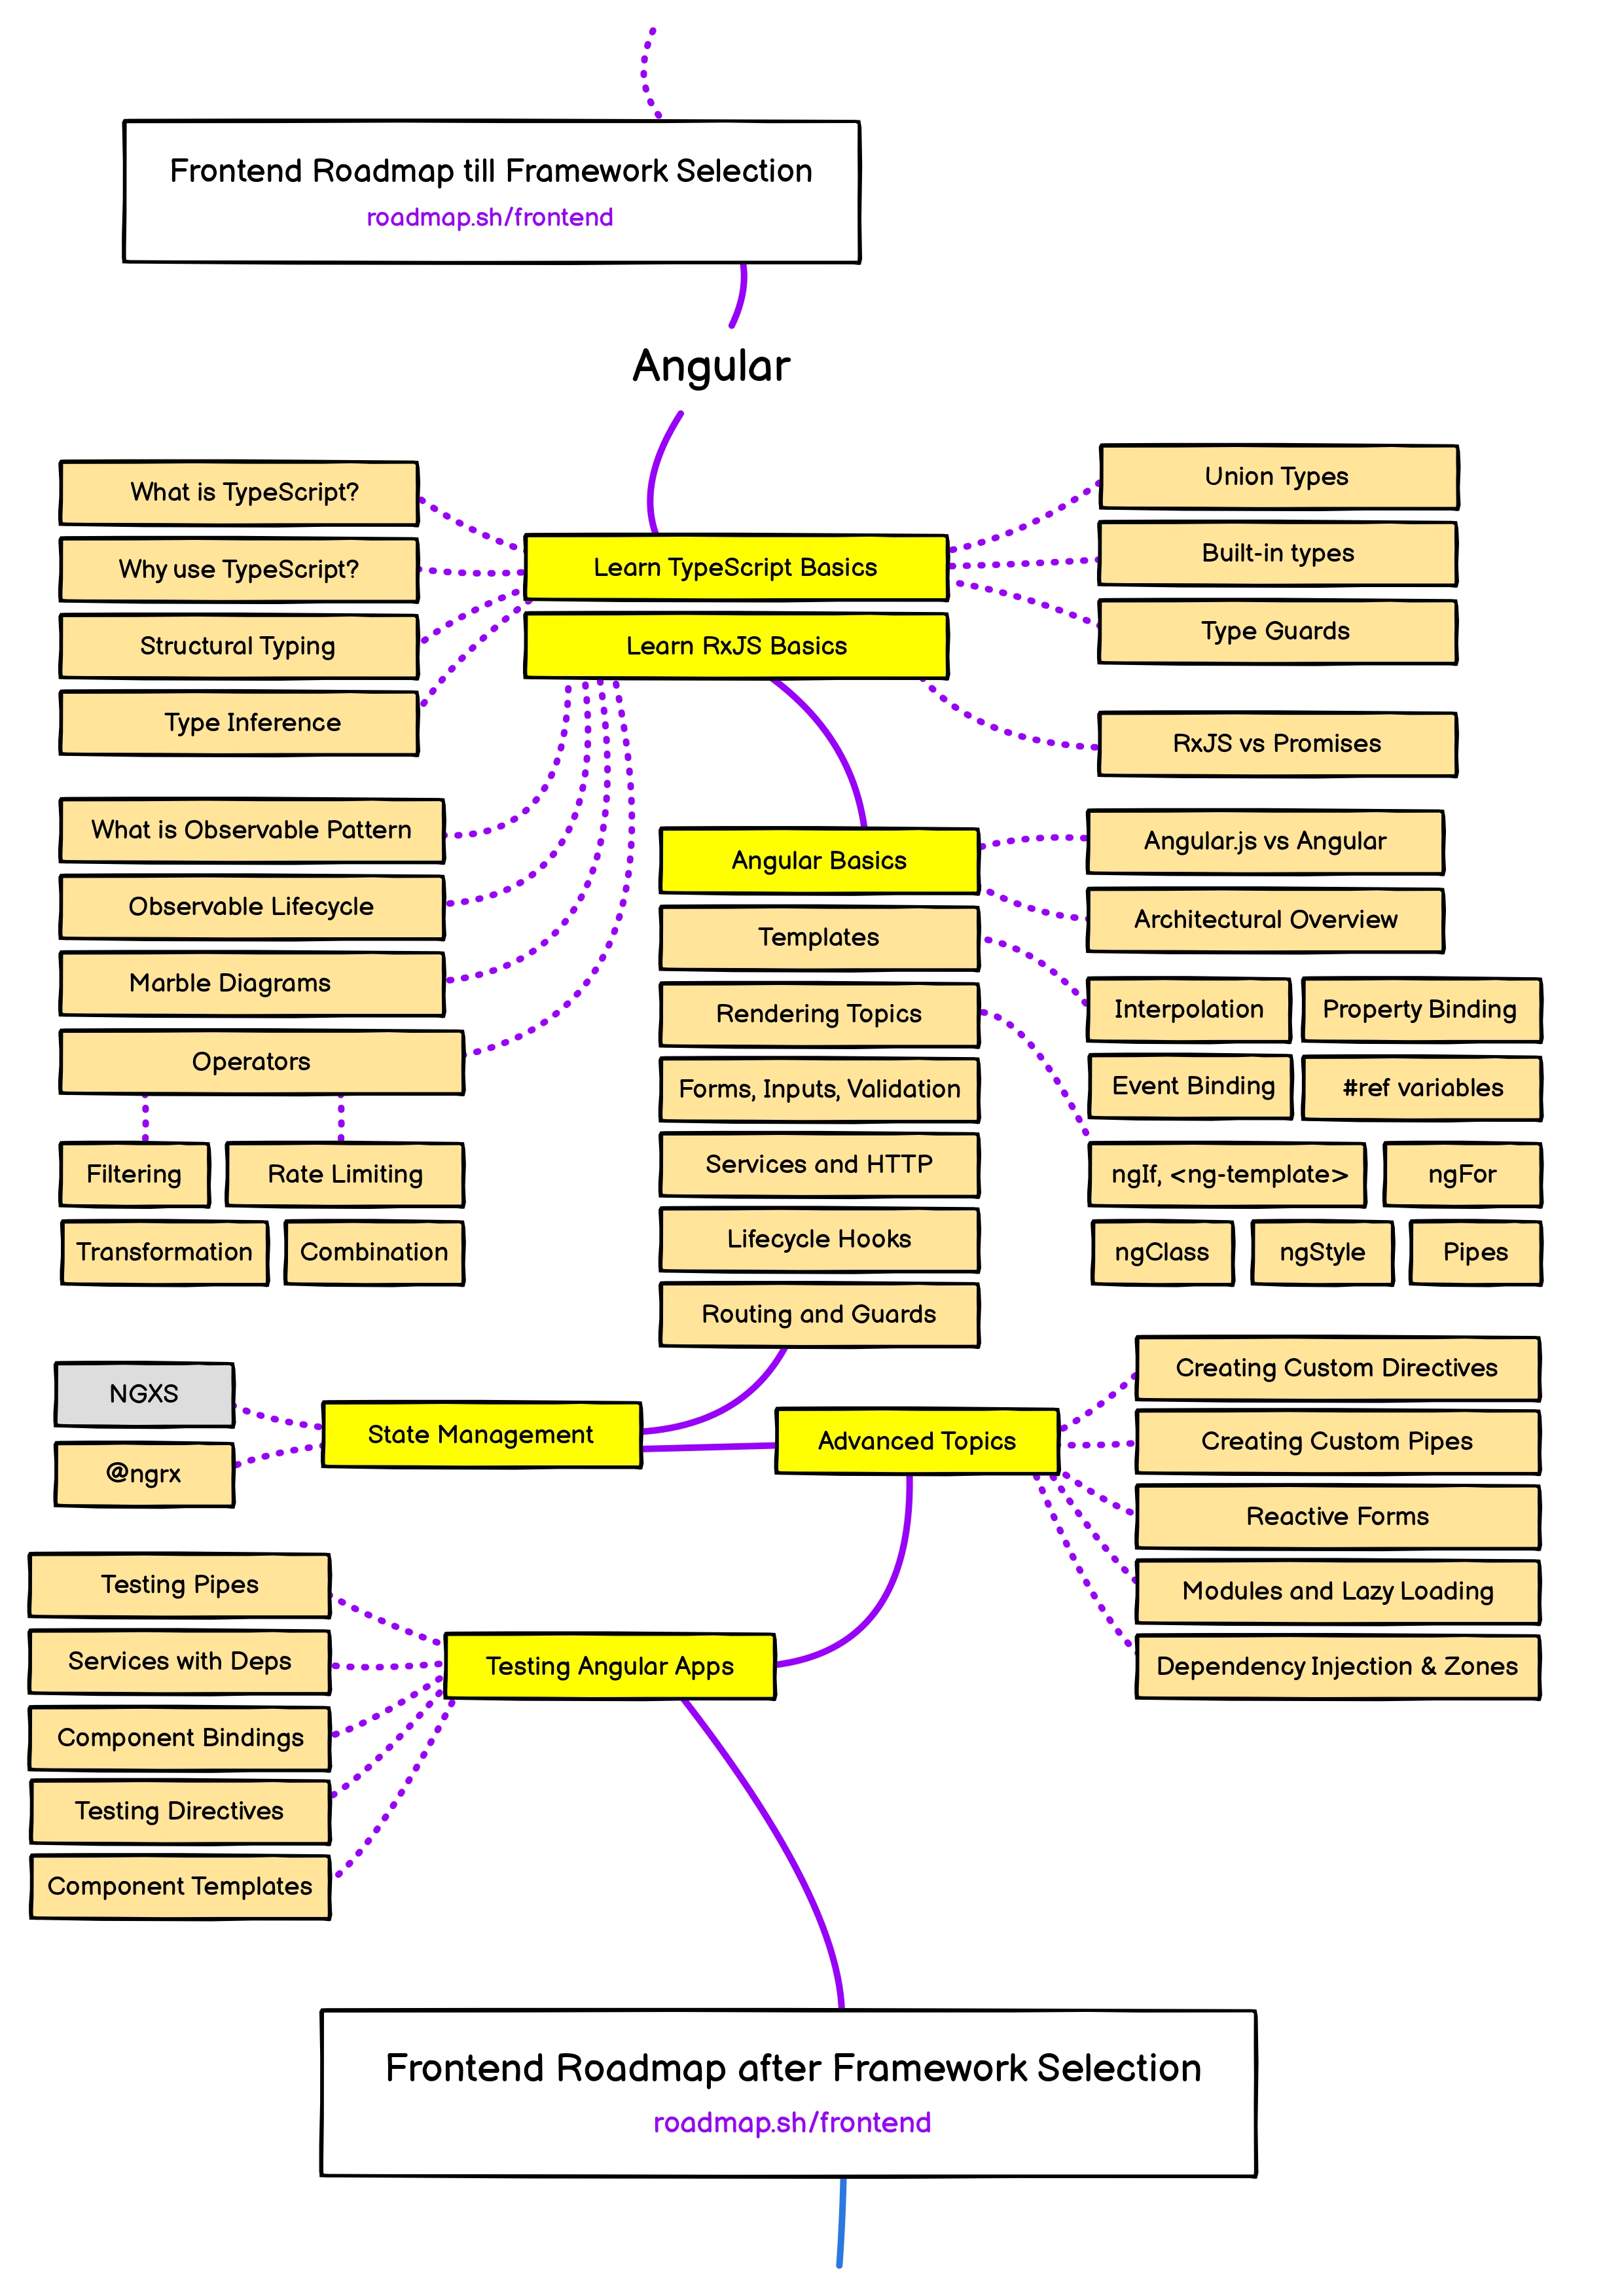 Frontend Roadmap till Framework Selection
roadmap.sh/frontend
Angular
What is TypeScript?
Why use TypeScript?
Structural Typing
Type Inference
Learn TypeScript Basics
Learn RxJS Basics
Union Types
Built-in types
Type Guards
RxJS vs Promises
What is Observable Pattern
Observable Lifecycle
Marble Diagrams
Operators
Filtering
Rate Limiting
Transformation
Combination
Angular Basics
Templates
Rendering Topics
Forms, Inputs, Validation
Services and HTTP
Lifecycle Hooks
Routing and Guards
Angular.js vs Angular
Architectural Overview
Interpolation
Property Binding
Event Binding
#ref variables
ngIf, <ng-template>
ngFor
ngClass
ngStyle
Pipes
NGXS
@ngrx
State Management
Advanced Topics
Creating Custom Directives
Creating Custom Pipes
Reactive Forms
Modules and Lazy Loading
Dependency Injection & Zones
Testing Pipes
Services with Deps
Component Bindings
Testing Directives
Component Templates
Testing Angular Apps
Frontend Roadmap after Framework Selection
roadmap.sh/frontend